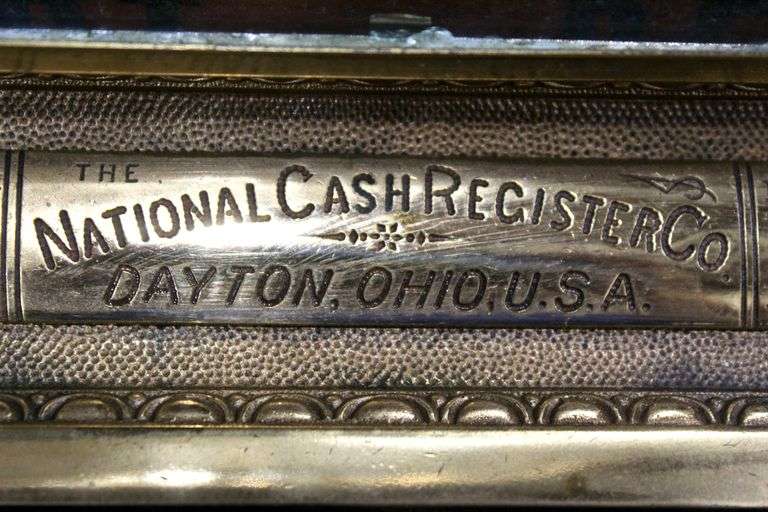 THE
NATIONAL CASH REGISTER CO.
DAYTON, OHIO, U.S.A.